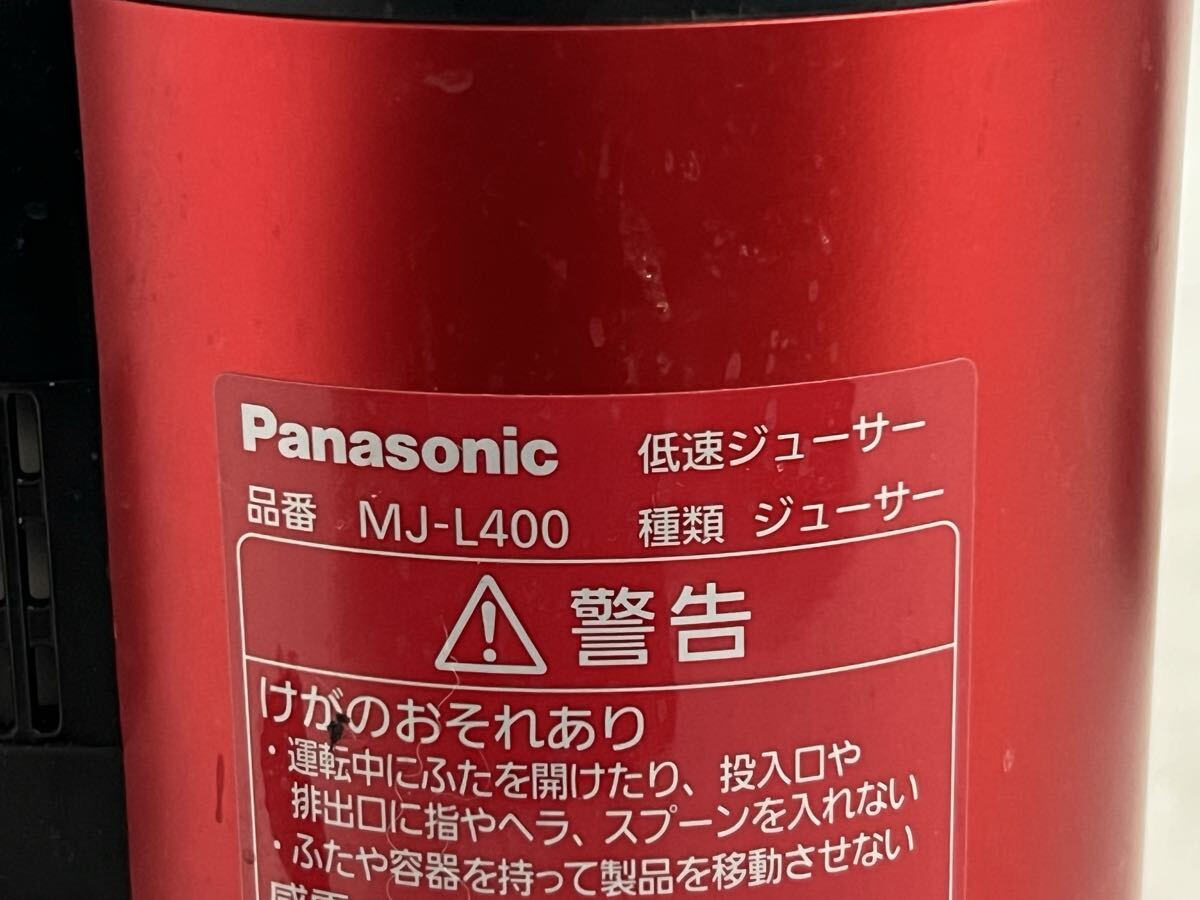 Panasonic 低速ジューサー
品番 MJ-L400 種類 ジューサー
警告
けがのおそれあり
・運転中にふたを開けたり、投入口や
排出口に指やヘラ、スプーンを入れない
・ふたや容器を持って製品を移動させない
感電